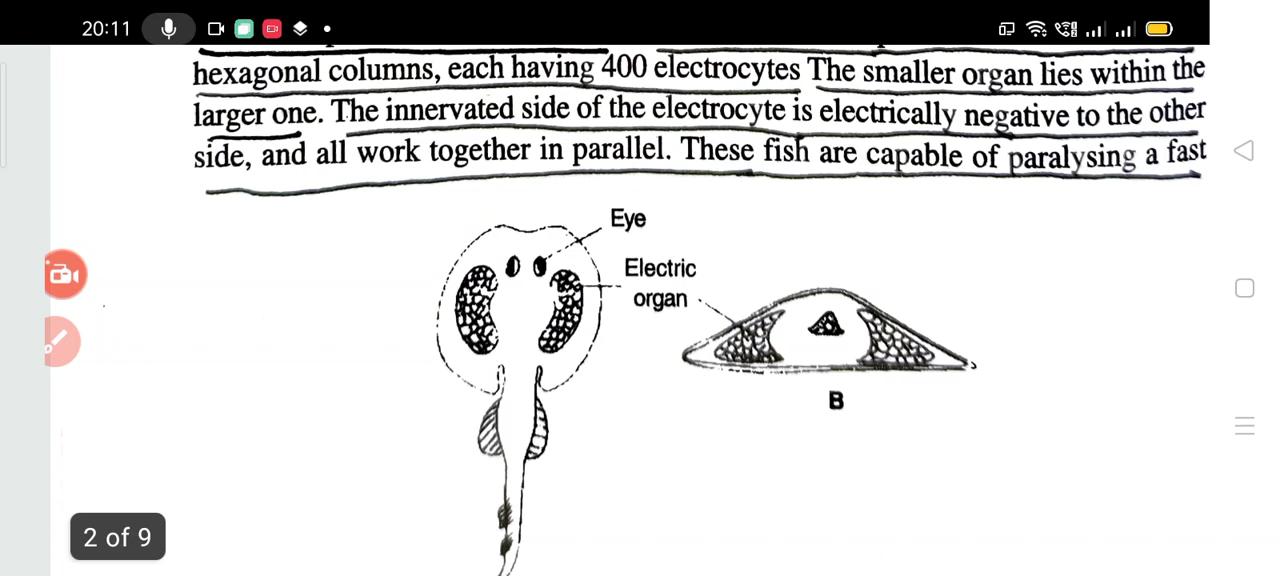 20:11
hexagonal columns, each having 400 electrocytes The smaller organ lies within the
larger one. The innervated side of the electrocyte is electrically negative to the other
side, and all work together in parallel. These fish are capable of paralysing a fast
Eye
Electric
organ
B
2 of 9